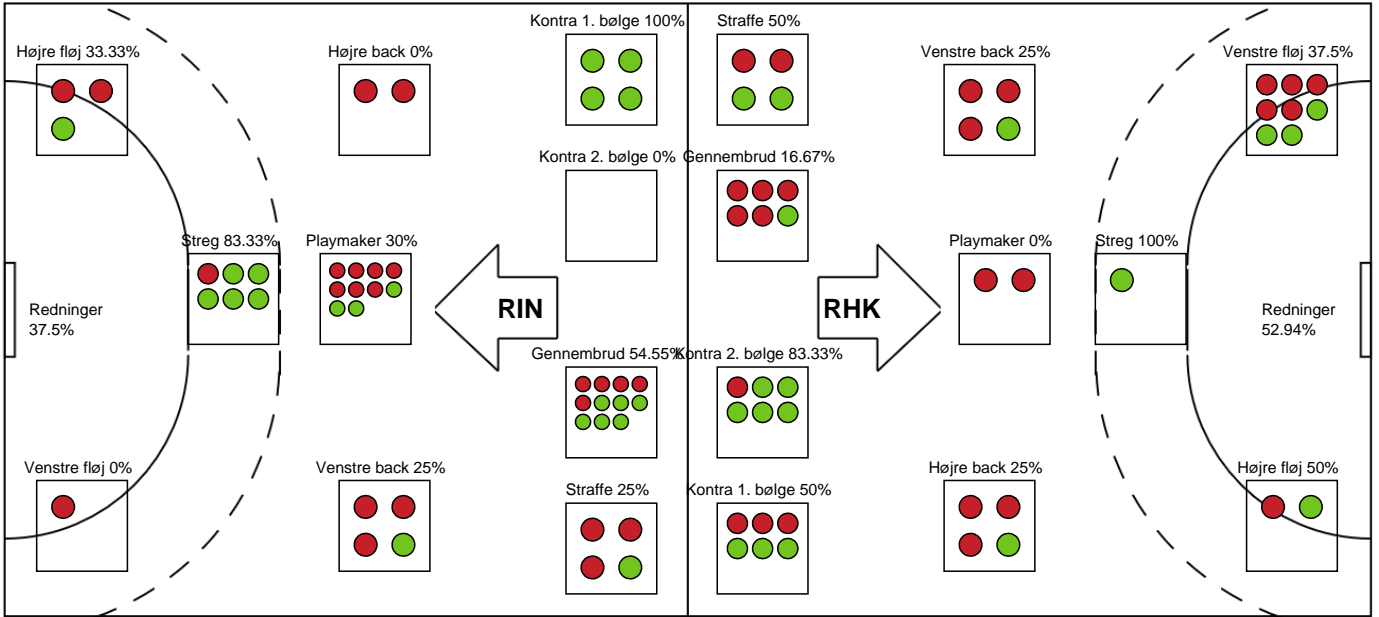 Kontra 1. bølge 100%
Straffe 50%
Højre fløj 33.33%
Højre back 0%
Venstre back 25%
Venstre fløj 37.5%
Kontra 2. bølge 0%
Gennembrud 16.67%
Streg 83.33%
Playmaker 30%
Playmaker 0%
Streg 100%
Redninger
37.5%
RIN
RHK
Redninger
52.94%
Gennembrud 54.55%
Kontra 2. bølge 83.33%
Venstre fløj 0%
Venstre back 25%
Højre back 25%
Højre fløj 50%
Straffe 25%
Kontra 1. bølge 50%